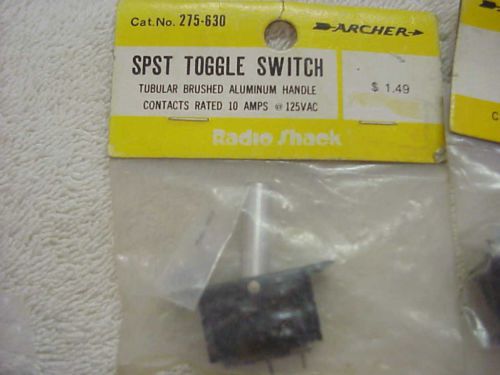 Cat.No. 275-630
ARCHER
SPST TOGGLE SWITCH
TUBULAR BRUSHED ALUMINUM HANDLE
CONTACTS RATED 10 AMPS @ 125VAC
$ 1.49
Radio Shack
C